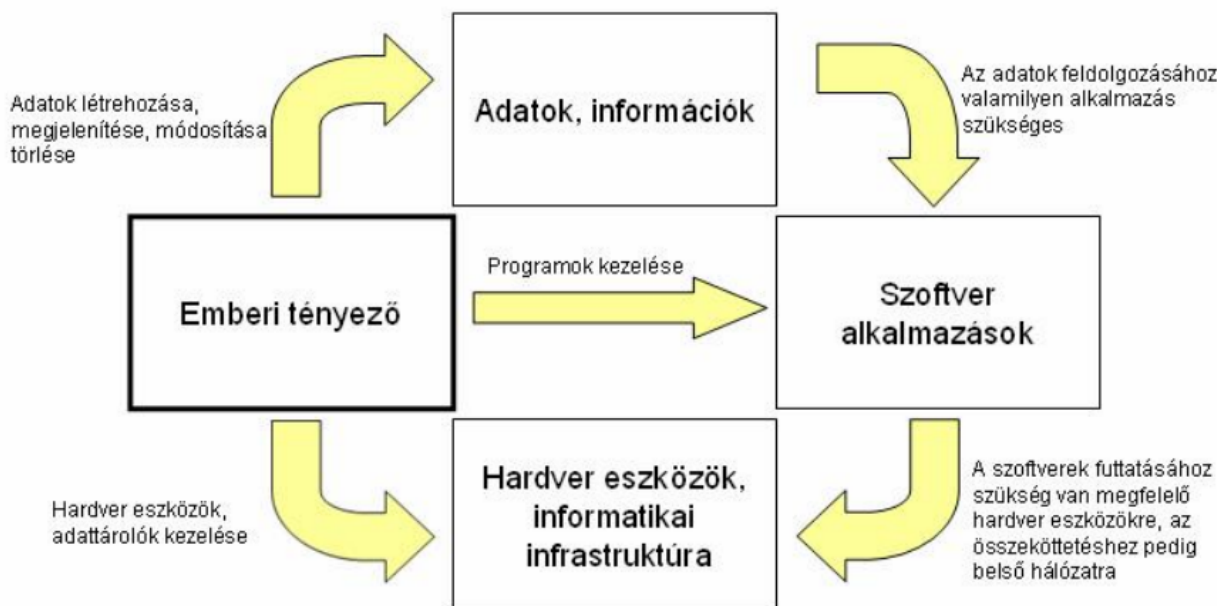 Adatok létrehozása,
megjelenítése, módosítása
törlése
Adatok, információk
Az adatok feldolgozásához
valamilyen alkalmazás
szükséges
Emberi tényező
Programok kezelése
Szoftver
alkalmazások
Hardver eszközök,
adattárolók kezelése
Hardver eszközök,
informatikai
infrastruktúra
A szoftverek futtatásához
szükség van megfelelő
hardver eszközökre, az
összeköttetéshez pedig
belső hálózatra